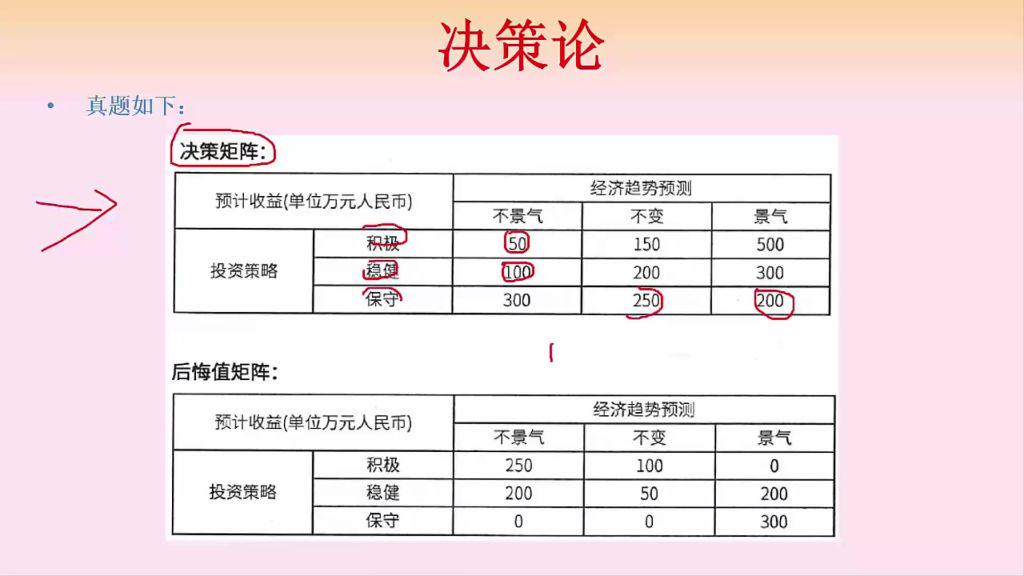 决策论
• 真题如下：
决策矩阵：
预计收益(单位万元人民币) 经济趋势预测
不景气 不变 景气
投资策略 积极 50 150 500
稳健 100 200 300
保守 300 250 200
后悔值矩阵：
预计收益(单位万元人民币) 经济趋势预测
不景气 不变 景气
投资策略 积极 250 100 0
稳健 200 50 200
保守 0 0 300